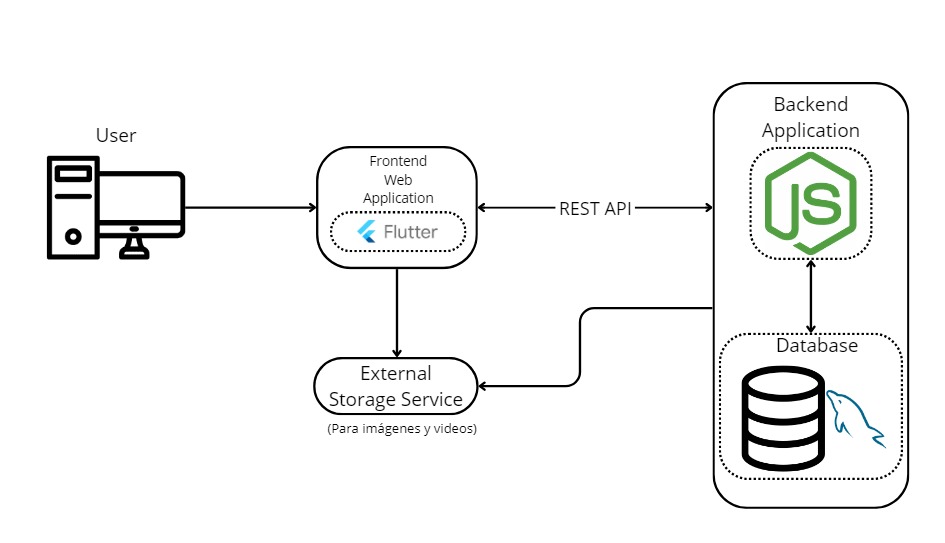 User
Frontend
Web
Application
Flutter
REST API
Backend
Application
JS
Database
External
Storage Service
(Para imágenes y videos)